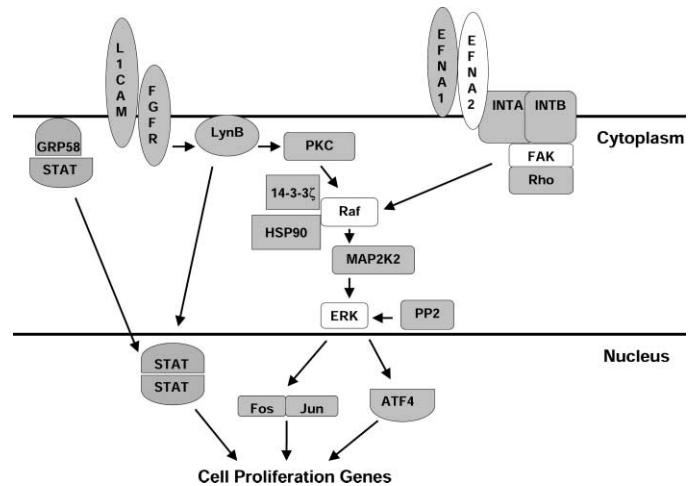 L1CAM
FGFR
EFNA1
EFNA2
INTA
INTB
Cytoplasm
GRP58
STAT
LynB
PKC
FAK
Rho
14-3-3ζ
Raf
HSP90
MAP2K2
ERK
PP2
Nucleus
STAT
STAT
Fos
Jun
ATF4
Cell Proliferation Genes